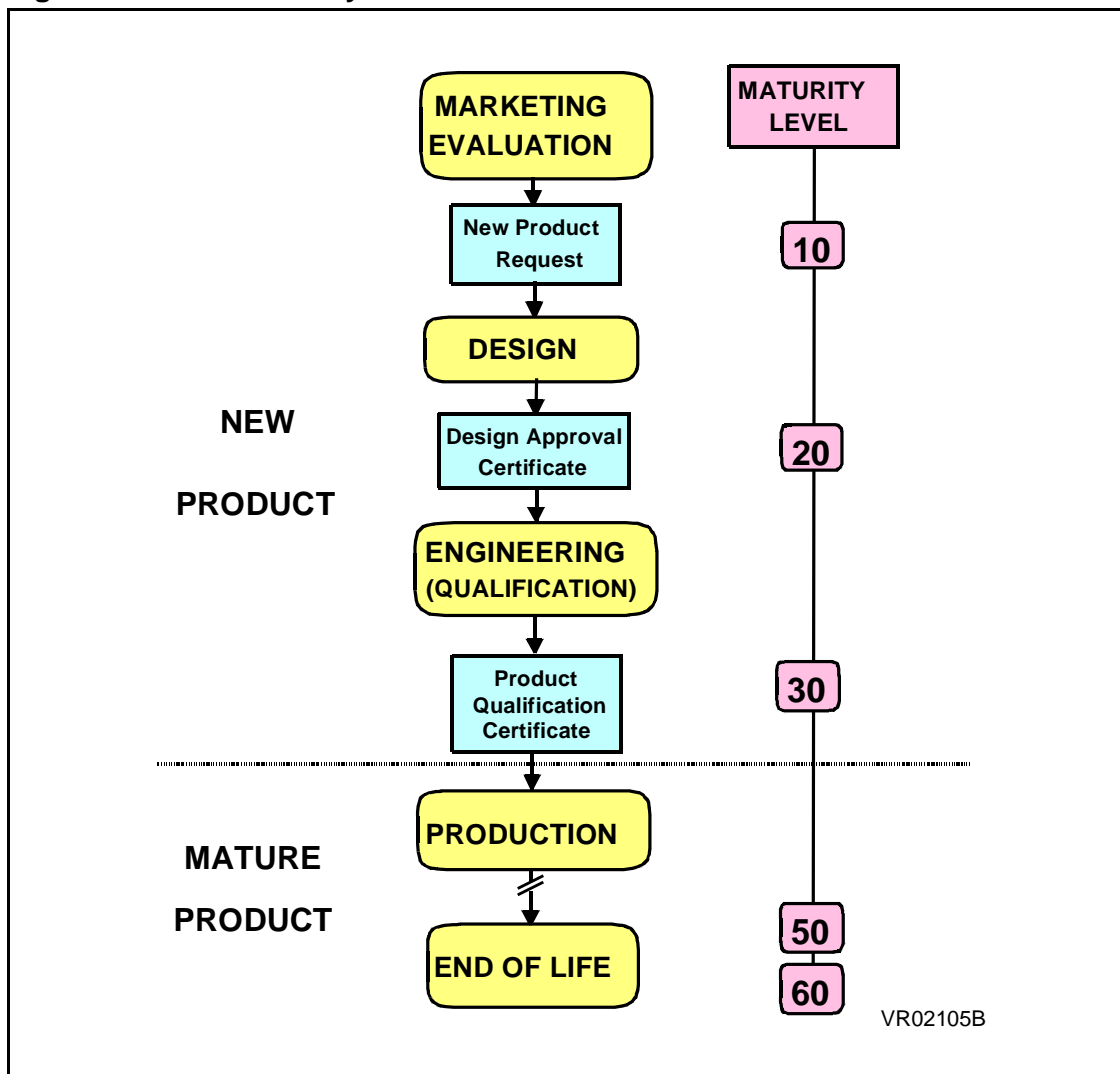 MARKETING
EVALUATION
MATURITY
LEVEL
New Product
Request
10
DESIGN
NEW
PRODUCT
Design Approval
Certificate
20
ENGINEERING
(QUALIFICATION)
Product
Qualification
Certificate
30
PRODUCTION
MATURE
PRODUCT
END OF LIFE
50
60
VR02105B